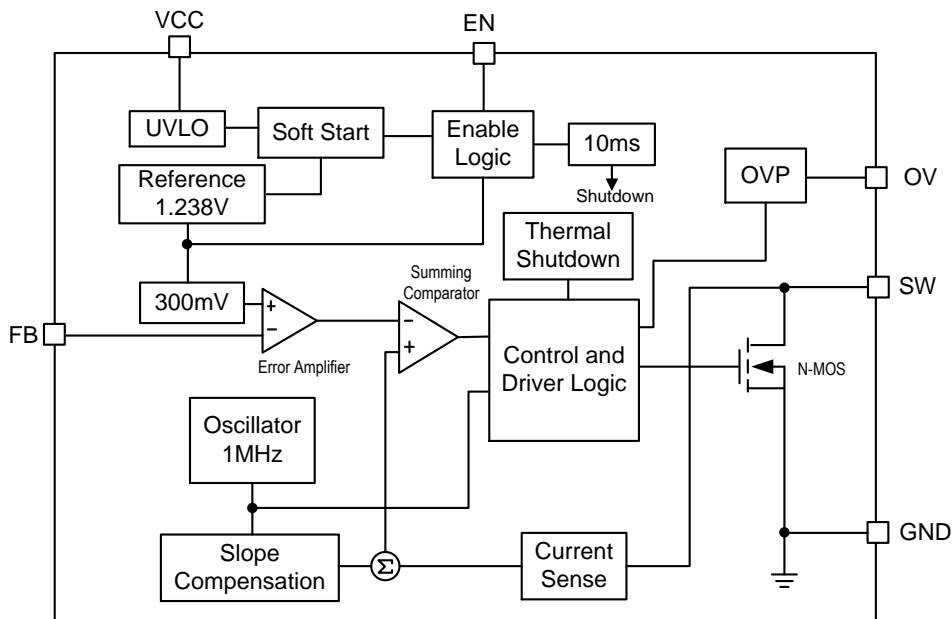 VCC
EN
UVLO
Soft Start
Enable
Logic
10ms
Shutdown
OVP
OV
Reference
1.238V
Thermal
Shutdown
Summing
Comparator
300mV
+
−
−
+
SW
FB
Error Amplifier
Control and
Driver Logic
N-MOS
Oscillator
1MHz
Slope
Compensation
Σ
Current
Sense
GND